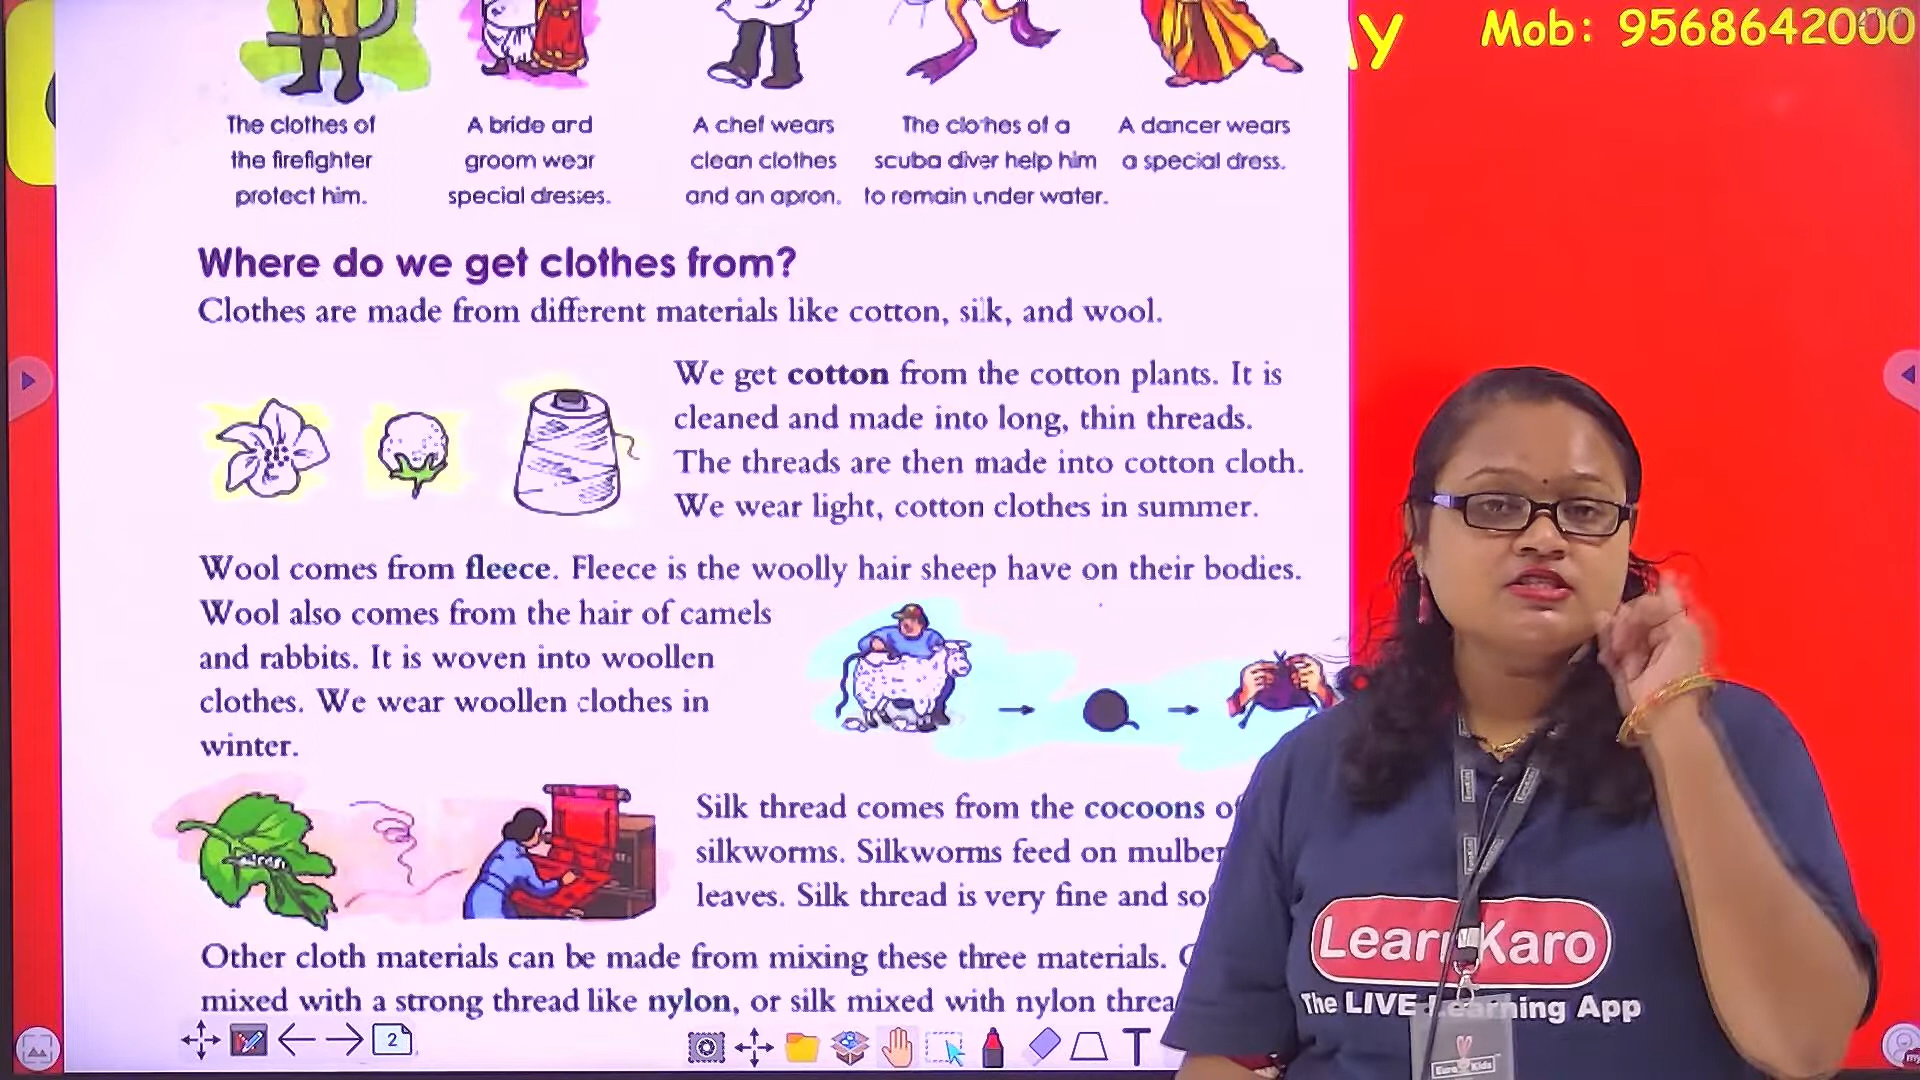 Mob: 9568642000
The clothes of
the firefighter
protect him.
A bride and
groom wear
special dresses.
A chef wears
clean clothes
and an apron.
The clothes of a
scuba diver help him
to remain under water.
A dancer wears
a special dress.
Where do we get clothes from?
Clothes are made from different materials like cotton, silk, and wool.
We get cotton from the cotton plants. It is
cleaned and made into long, thin threads.
The threads are then made into cotton cloth.
We wear light, cotton clothes in summer.
Wool comes from fleece. Fleece is the woolly hair sheep have on their bodies.
Wool also comes from the hair of camels
and rabbits. It is woven into woollen
clothes. We wear woollen clothes in
winter.
Silk thread comes from the cocoons
silkworms. Silkworms feed on
leaves. Silk thread is very fine and
Other cloth materials can be made from mixing these three materials.
mixed with a strong thread like nylon, or silk mixed with nylon
2
T
Learn Karo
The LIVE Learning App
Euro Kids